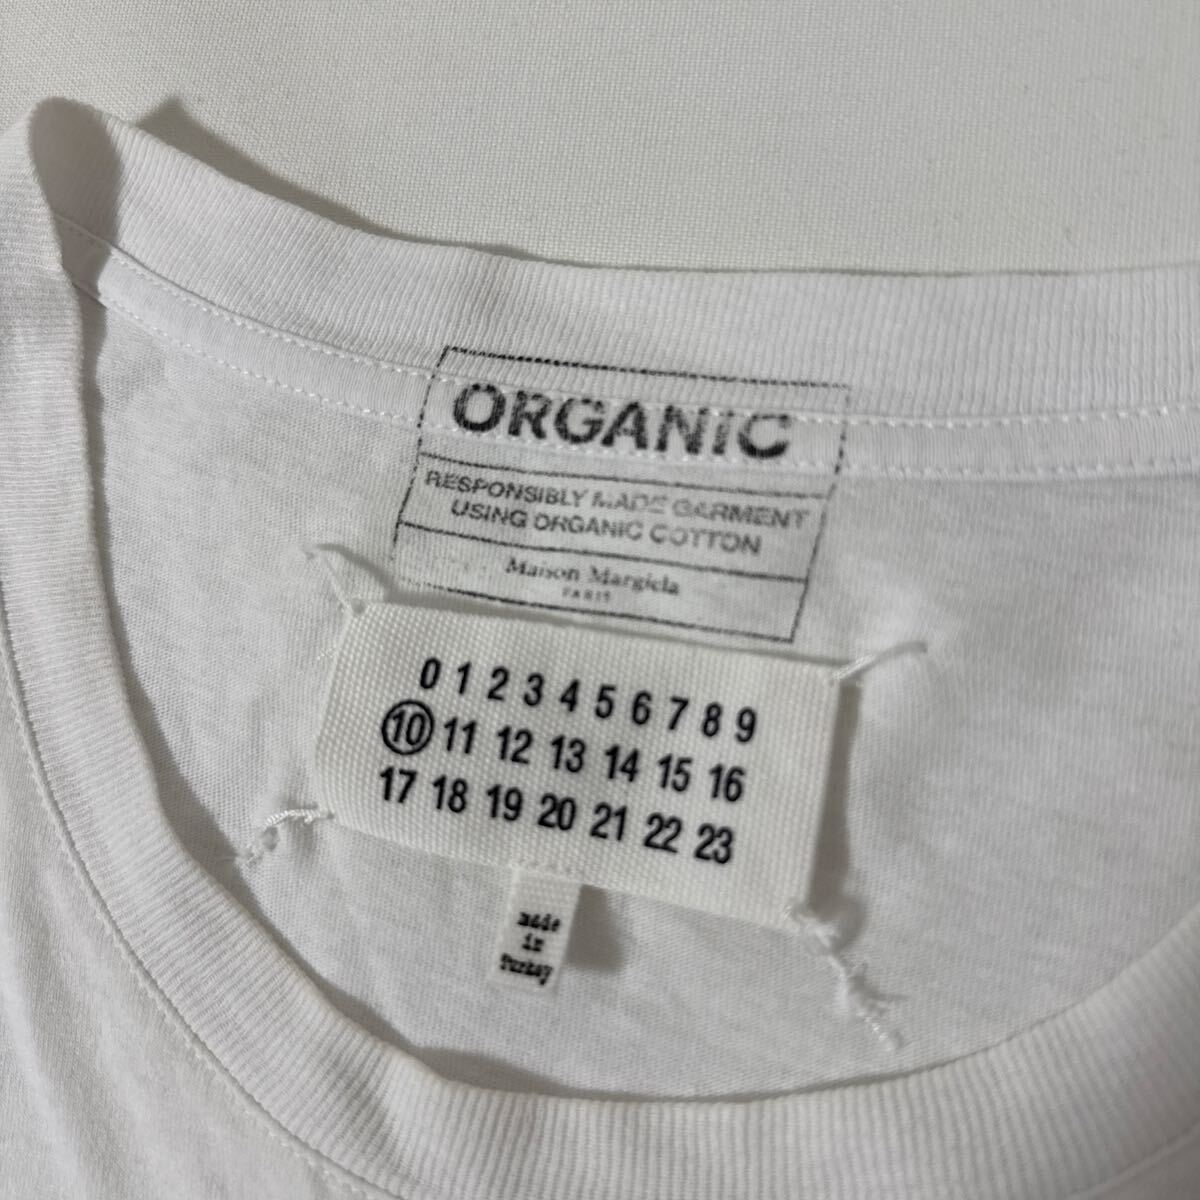 ORGANIC
RESPONSIBLY MADE GARMENT
USING ORGANIC COTTON
Maison Margiela
PARIS
0 1 2 3 4 5 6 7 8 9
10 11 12 13 14 15 16
17 18 19 20 21 22 23
made
in
Turkey